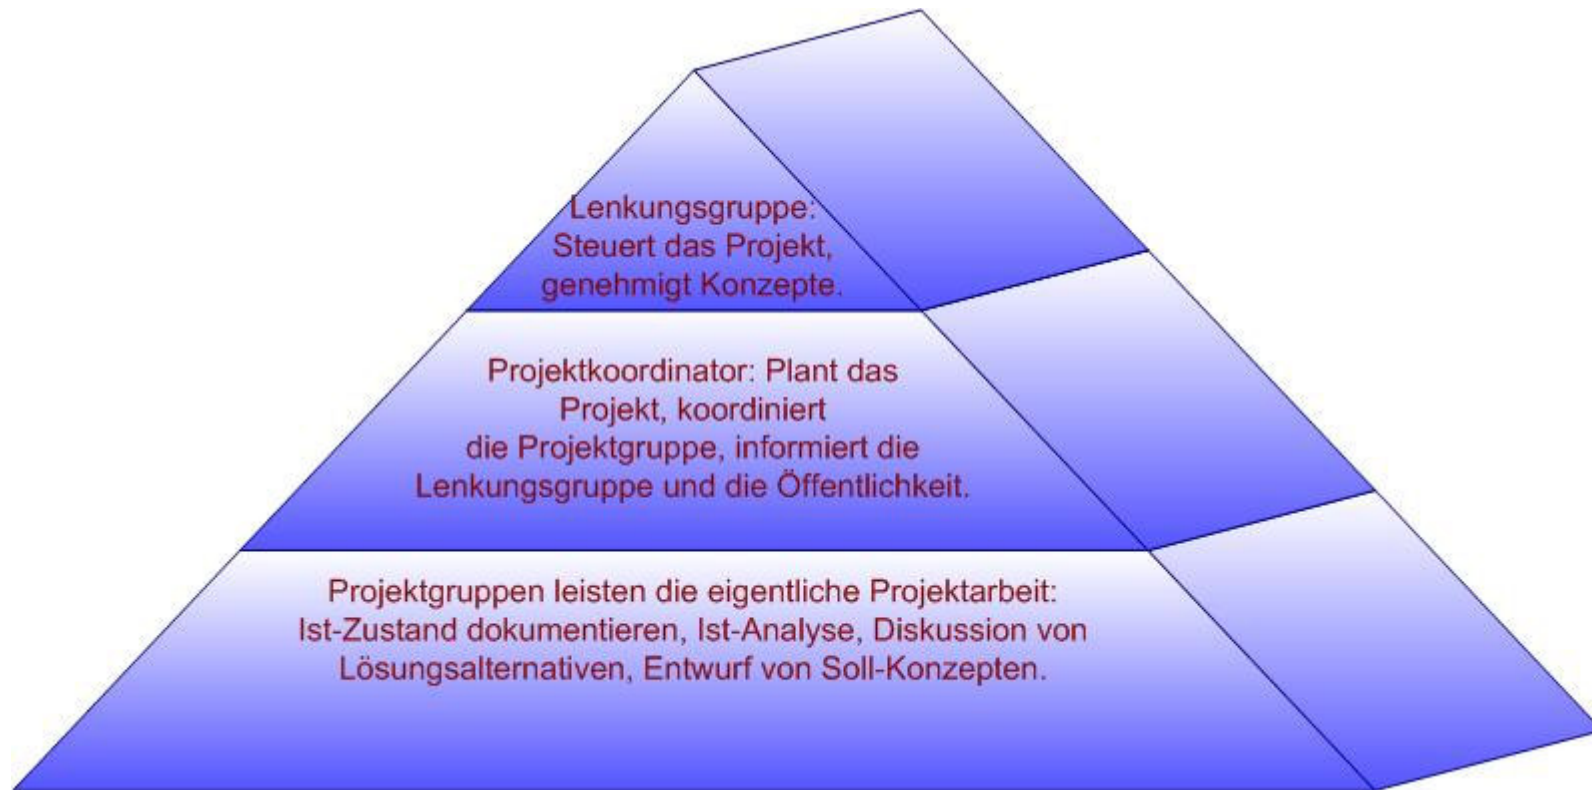 Lenkungsgruppe:
Steuert das Projekt,
genehmigt Konzepte.
Projektkoordinator: Plant das
Projekt, koordiniert
die Projektgruppe, informiert die
Lenkungsgruppe und die Öffentlichkeit.
Projektgruppen leisten die eigentliche Projektarbeit:
Ist-Zustand dokumentieren, Ist-Analyse, Diskussion von
Lösungsalternativen, Entwurf von Soll-Konzepten.